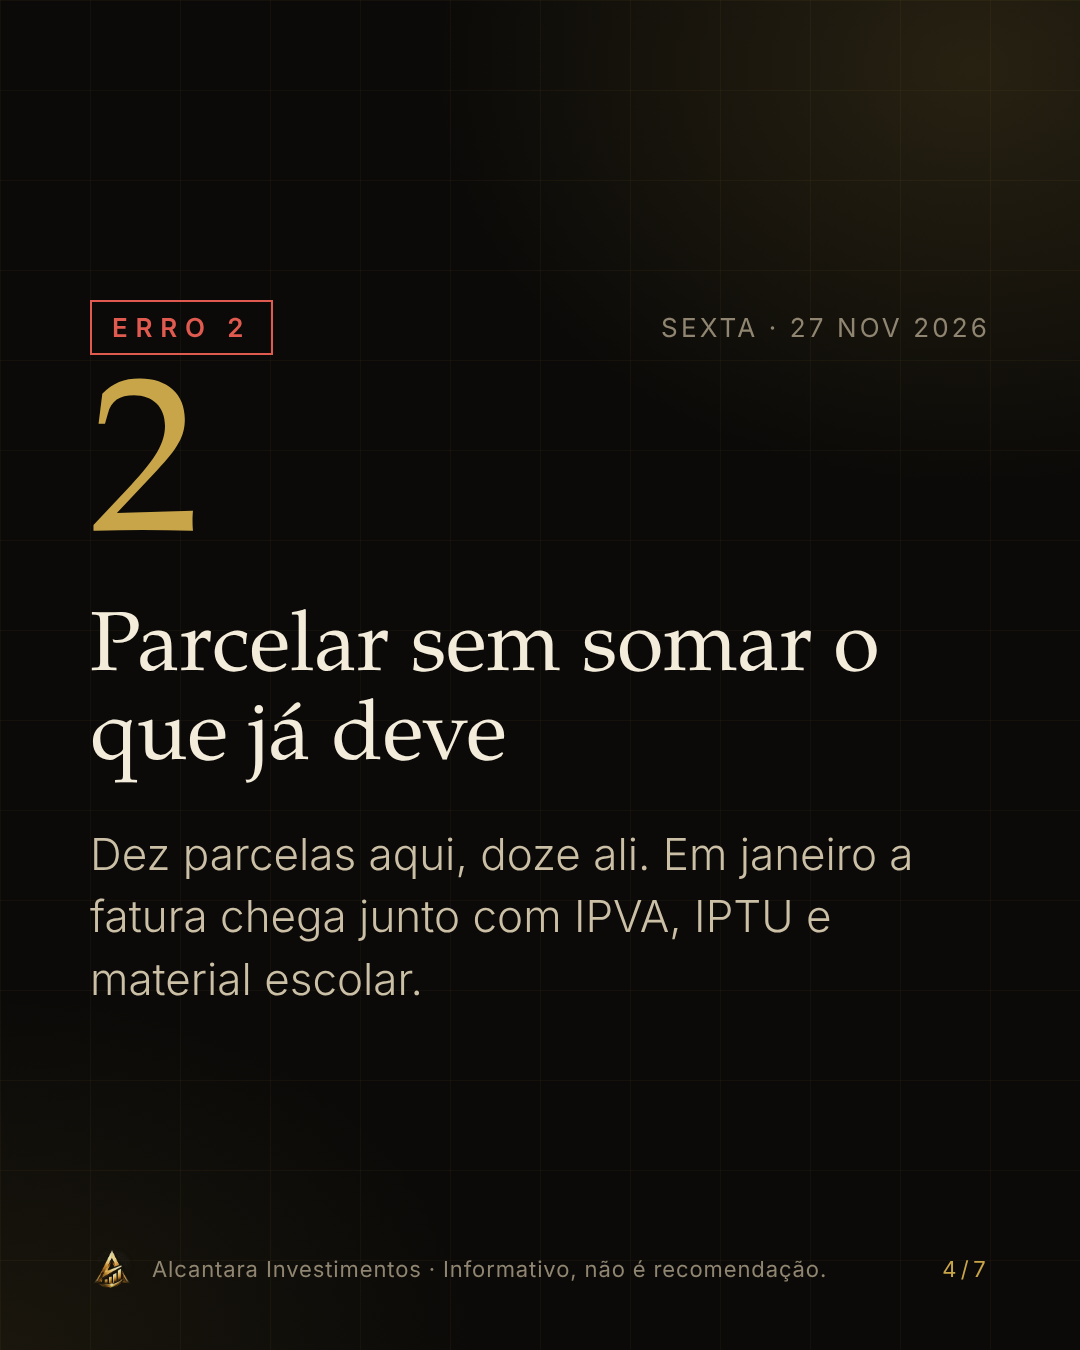 ERRO 2
SEXTA · 27 NOV 2026
2
Parcelar sem somar o
que já deve
Dez parcelas aqui, doze ali. Em janeiro a
fatura chega junto com IPVA, IPTU e
material escolar.
Alcantara Investimentos · Informativo, não é recomendação.
4/7